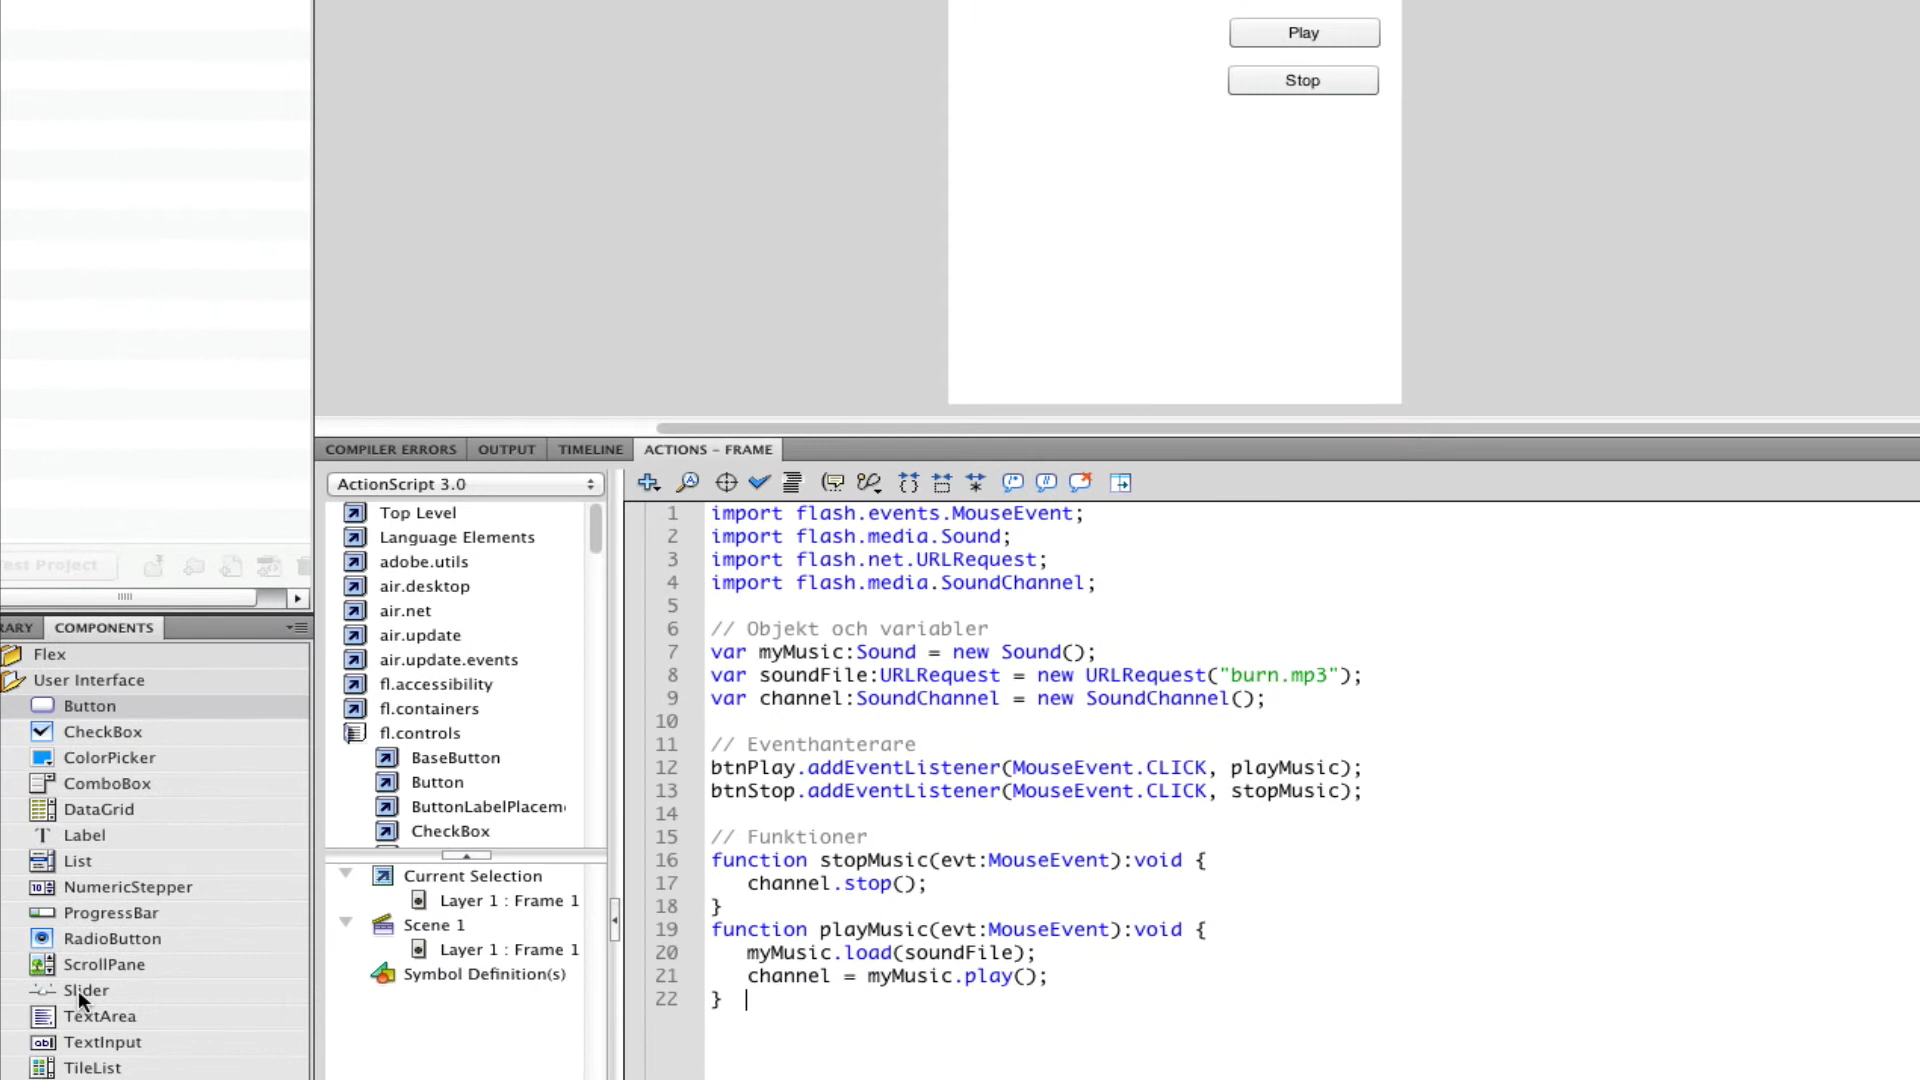 Play
Stop
est Project
RARY COMPONENTS
Flex
User Interface
Button
CheckBox
ColorPicker
ComboBox
DataGrid
Label
List
NumericStepper
ProgressBar
RadioButton
ScrollPane
Slider
TextArea
TextInput
TileList
COMPILER ERRORS OUTPUT TIMELINE ACTIONS – FRAME
ActionScript 3.0
Top Level
Language Elements
adobe.utils
air.desktop
air.net
air.update
air.update.events
fl.accessibility
fl.containers
fl.controls
BaseButton
Button
ButtonLabelPlacem
CheckBox
Current Selection
Layer 1 : Frame 1
Scene 1
Layer 1 : Frame 1
Symbol Definition(s)
1 import flash.events.MouseEvent;
2 import flash.media.Sound;
3 import flash.net.URLRequest;
4 import flash.media.SoundChannel;
5
6 // Objekt och variabler
7 var myMusic:Sound = new Sound();
8 var soundFile:URLRequest = new URLRequest("burn.mp3");
9 var channel:SoundChannel = new SoundChannel();
10
11 // Eventhanterare
12 btnPlay.addEventListener(MouseEvent.CLICK, playMusic);
13 btnStop.addEventListener(MouseEvent.CLICK, stopMusic);
14
15 // Funktioner
16 function stopMusic(evt:MouseEvent):void {
17 channel.stop();
18 }
19 function playMusic(evt:MouseEvent):void {
20 myMusic.load(soundFile);
21 channel = myMusic.play();
22 }